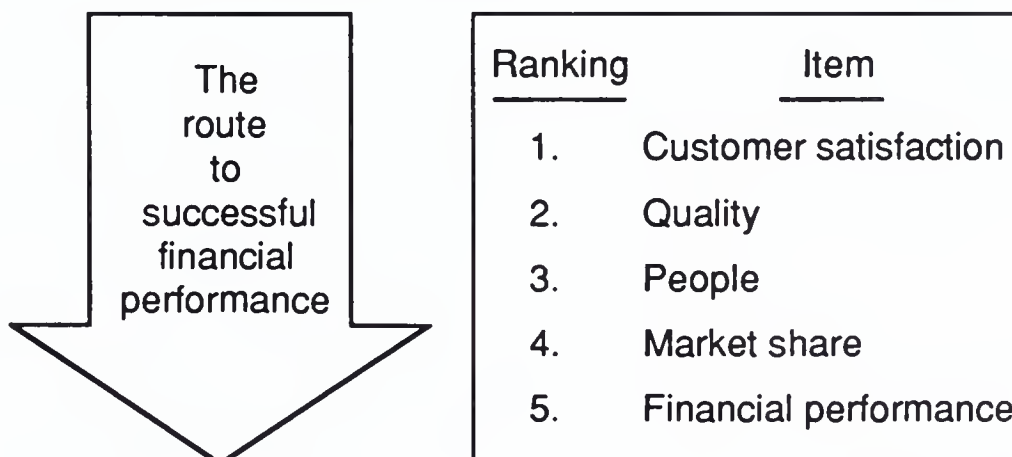 The
route
to
successful
financial
performance
Ranking Item
1. Customer satisfaction
2. Quality
3. People
4. Market share
5. Financial performance